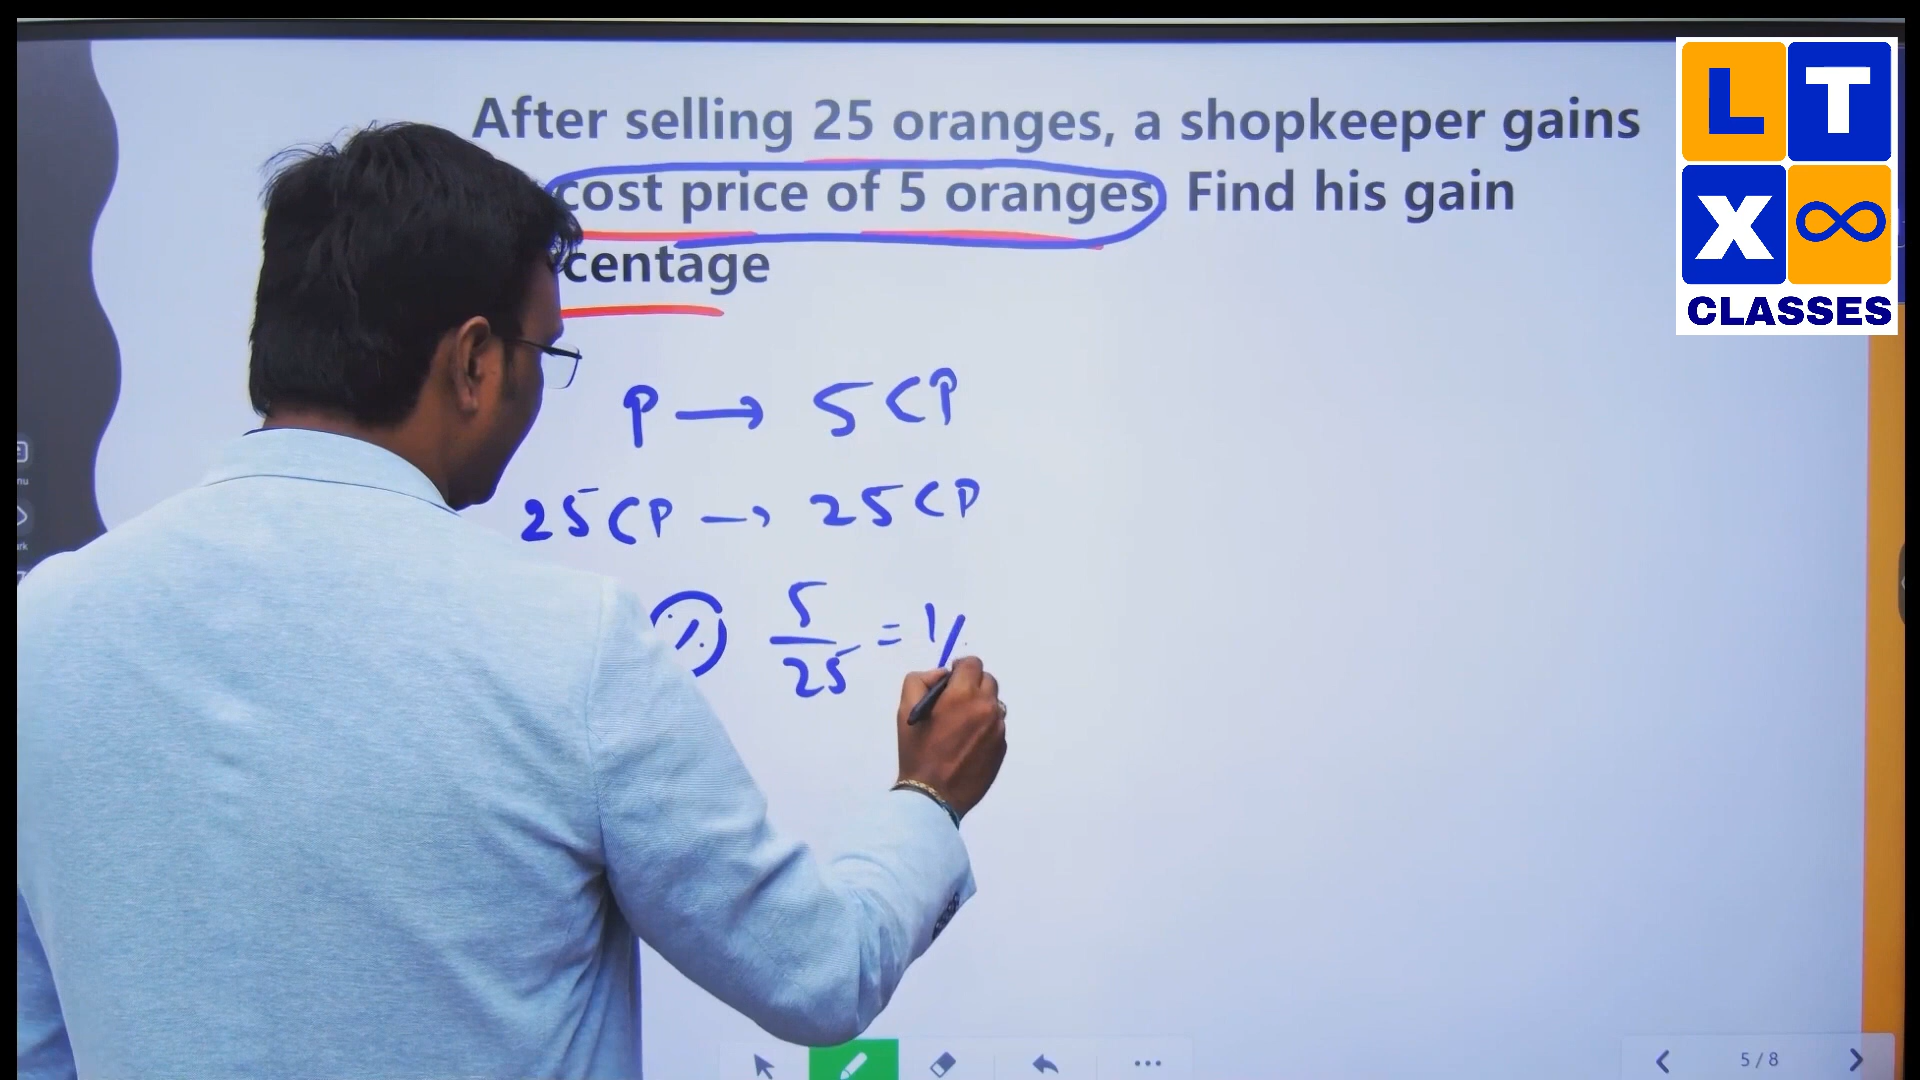 After selling 25 oranges, a shopkeeper gains
cost price of 5 oranges. Find his gain
centage
P → 5CP
25CP → 25CP
% 5/25 = 1/
L T
X ∞
CLASSES
5 / 8